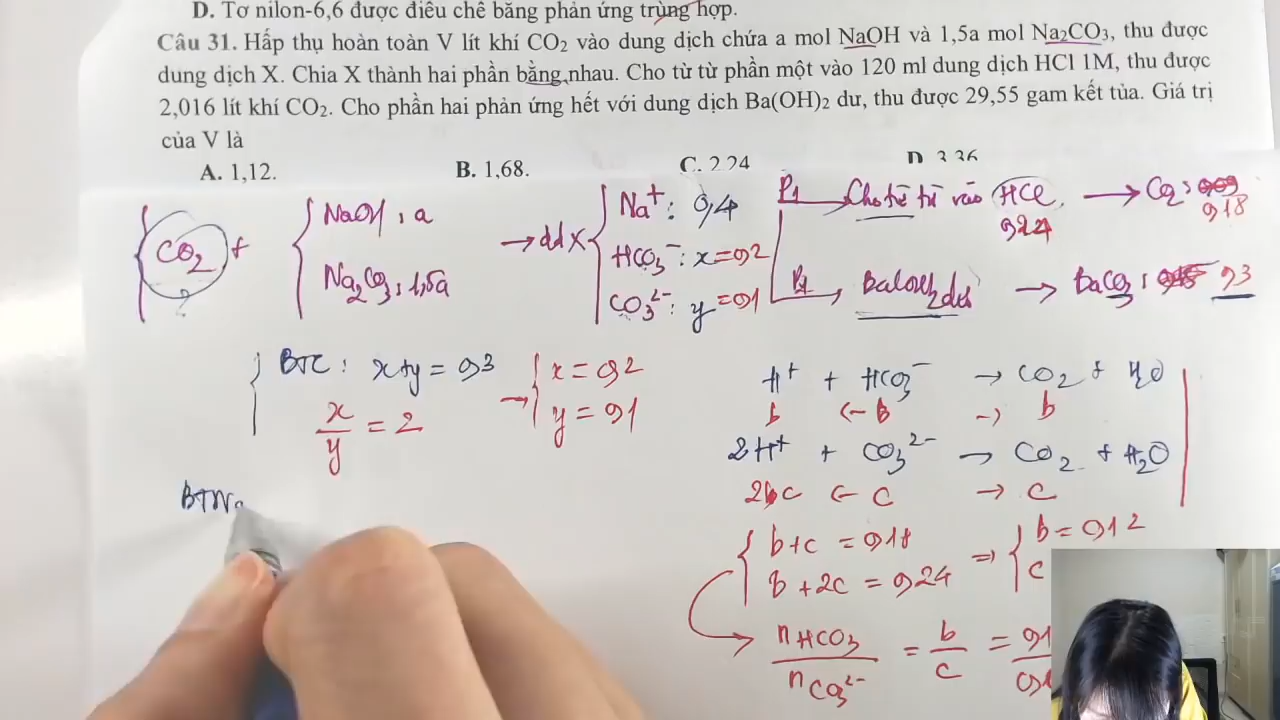 D. Tơ nilon-6,6 được điều chế bằng phản ứng trùng hợp.
Câu 31. Hấp thụ hoàn toàn V lít khí CO2 vào dung dịch chứa a mol NaOH và 1,5a mol Na2CO3, thu được
dung dịch X. Chia X thành hai phần bằng nhau. Cho từ từ phần một vào 120 ml dung dịch HCl 1M, thu được
2,016 lít khí CO2. Cho phần hai phản ứng hết với dung dịch Ba(OH)2 dư, thu được 29,55 gam kết tủa. Giá trị
của V là
A. 1,12. B. 1,68. C. 2,24 D. 3,36
CO2 + { NaOH : a
Na2CO3 : 1,5a
→ dd X { Na+ : 0,4
HCO3- : x = 0,2
CO3 2- : y = 0,1
P1 → Cho từ từ vào HCl → CO2 : 0,18
0,24
→ Ba(OH)2 dư → BaCO3 : 0,3
BTC : x + y = 0,3
x/y = 2
→ { x = 0,2
y = 0,1
BTNa
H+ + HCO3- → CO2 + H2O
b ← b → b
2H+ + CO3 2- → CO2 + H2O
2c ← c → c
{ b + c = 0,18
b + 2c = 0,24
⇒ { b = 0,12
c
nHCO3 / nCO3 2- = b/c =